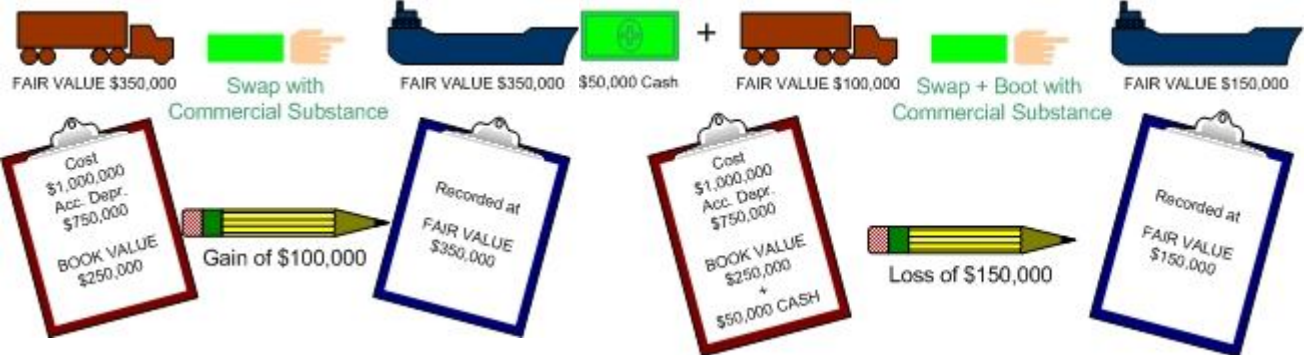 FAIR VALUE $350,000
Swap with
Commercial Substance
FAIR VALUE $350,000
Cost
$1,000,000
Acc. Depr.
$750,000
BOOK VALUE
$250,000
Gain of $100,000
Recorded at
FAIR VALUE
$350,000
$50,000 Cash
+
FAIR VALUE $100,000
Swap + Boot with
Commercial Substance
FAIR VALUE $150,000
Cost
$1,000,000
Acc. Depr.
$750,000
BOOK VALUE
$250,000
+
$50,000 CASH
Loss of $150,000
Recorded at
FAIR VALUE
$150,000